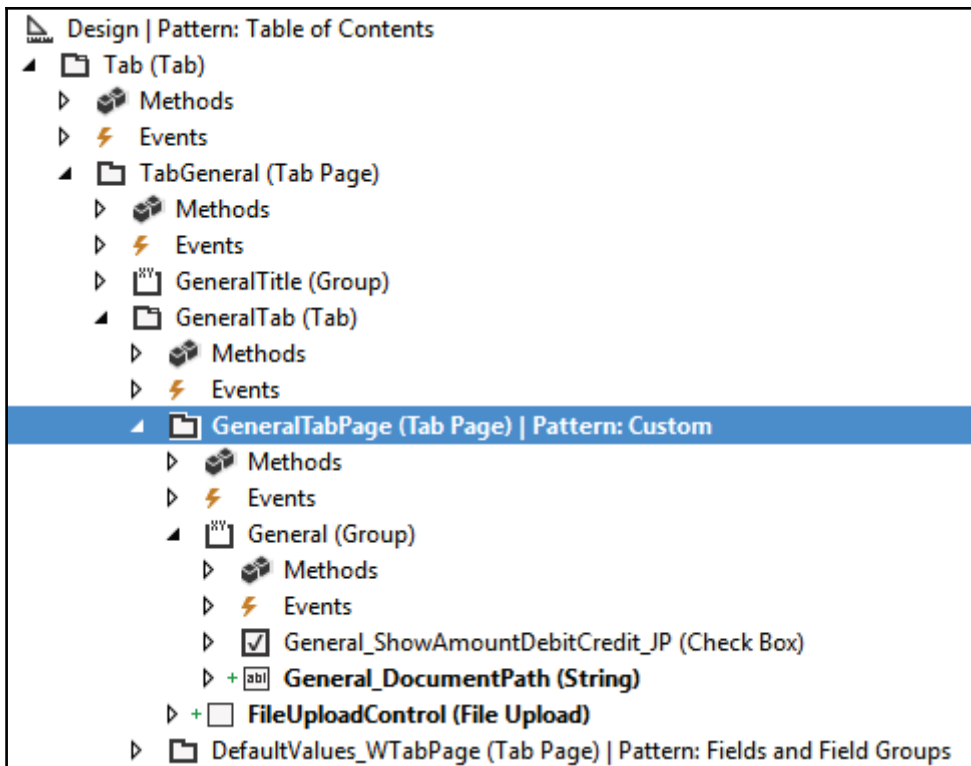 Design | Pattern: Table of Contents
Tab (Tab)
Methods
Events
TabGeneral (Tab Page)
Methods
Events
GeneralTitle (Group)
GeneralTab (Tab)
Methods
Events
GeneralTabPage (Tab Page) | Pattern: Custom
Methods
Events
General (Group)
Methods
Events
General_ShowAmountDebitCredit_JP (Check Box)
+ abl General_DocumentPath (String)
+ FileUploadControl (File Upload)
DefaultValues_WTabPage (Tab Page) | Pattern: Fields and Field Groups